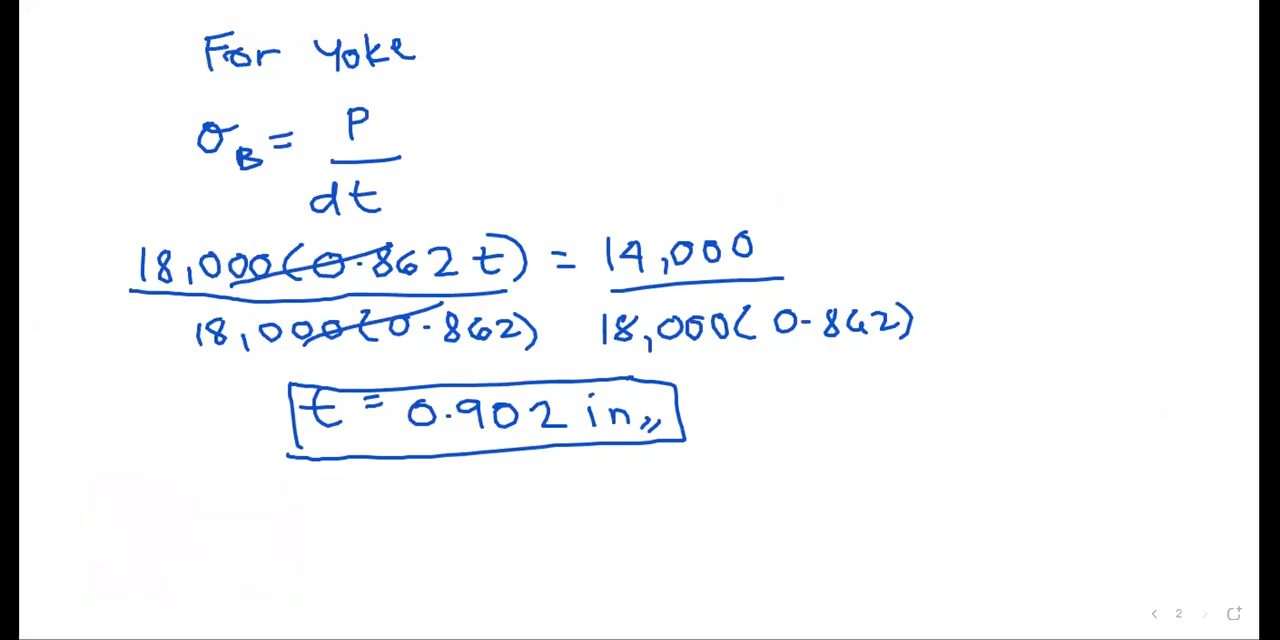 For Yoke
σB = P
dt
18,000(0.862 t) = 14,000
18,000(0.862) 18,000(0.862)
t = 0.902 in,,
2